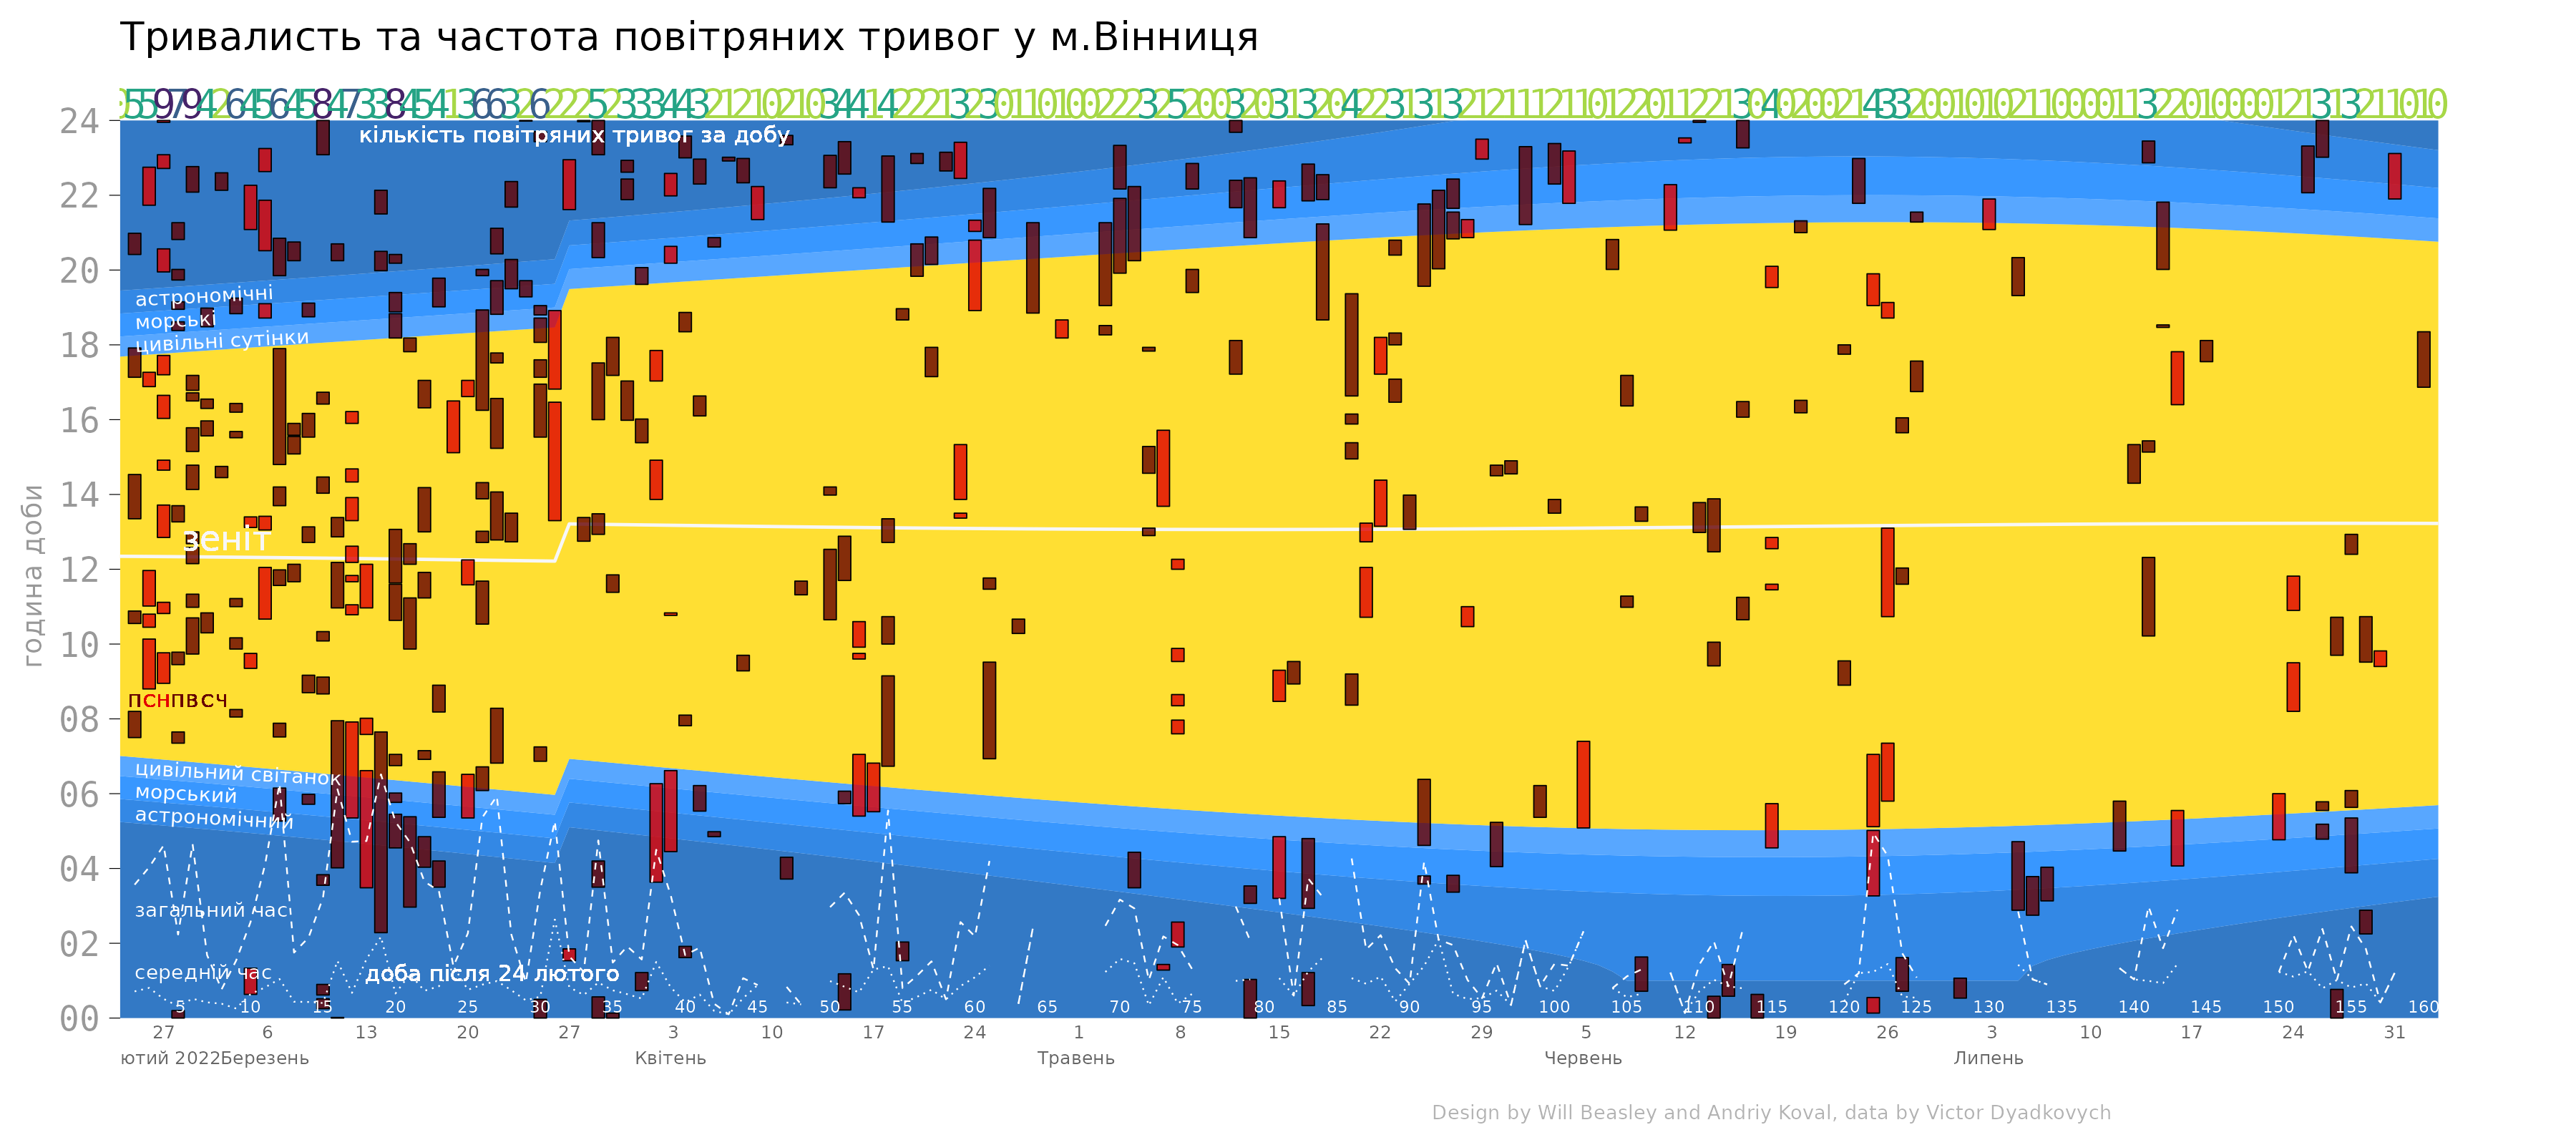 Тривалисть та частота повітряних тривог у м.Вінниця
кількість повітряних тривог за добу
24
22
20
18
16
14
12
10
08
06
04
02
00
година доби
астрономічні
морські
цивільні сутінки
зеніт
ПСНПВСЧ
цивільний світанок
морський
астрономічний
загальний час
середній час
доба після 24 лютого
5 10 15 20 25 30 35 40 45 50 55 60 65 70 75 80 85 90 95 100 105 110 115 120 125 130 135 140 145 150 155 160
27 6 13 20 27 3 10 17 24 1 8 15 22 29 5 12 19 26 3 10 17 24 31
ютий 2022Березень Квітень Травень Червень Липень
Design by Will Beasley and Andriy Koval, data by Victor Dyadkovych